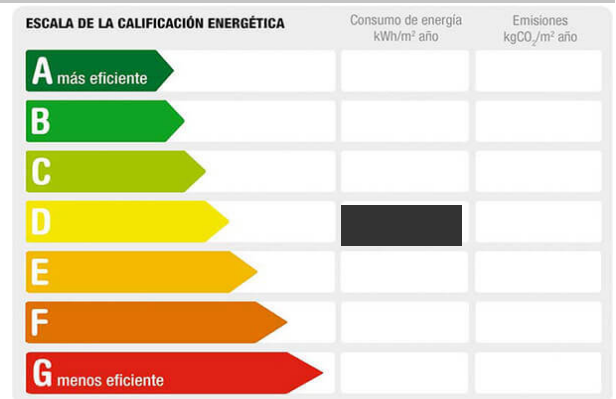 ESCALA DE LA CALIFICACIÓN ENERGÉTICA
Consumo de energía
kWh/m² año
Emisiones
kgCO₂/m² año
A más eficiente
B
C
D
E
F
G menos eficiente